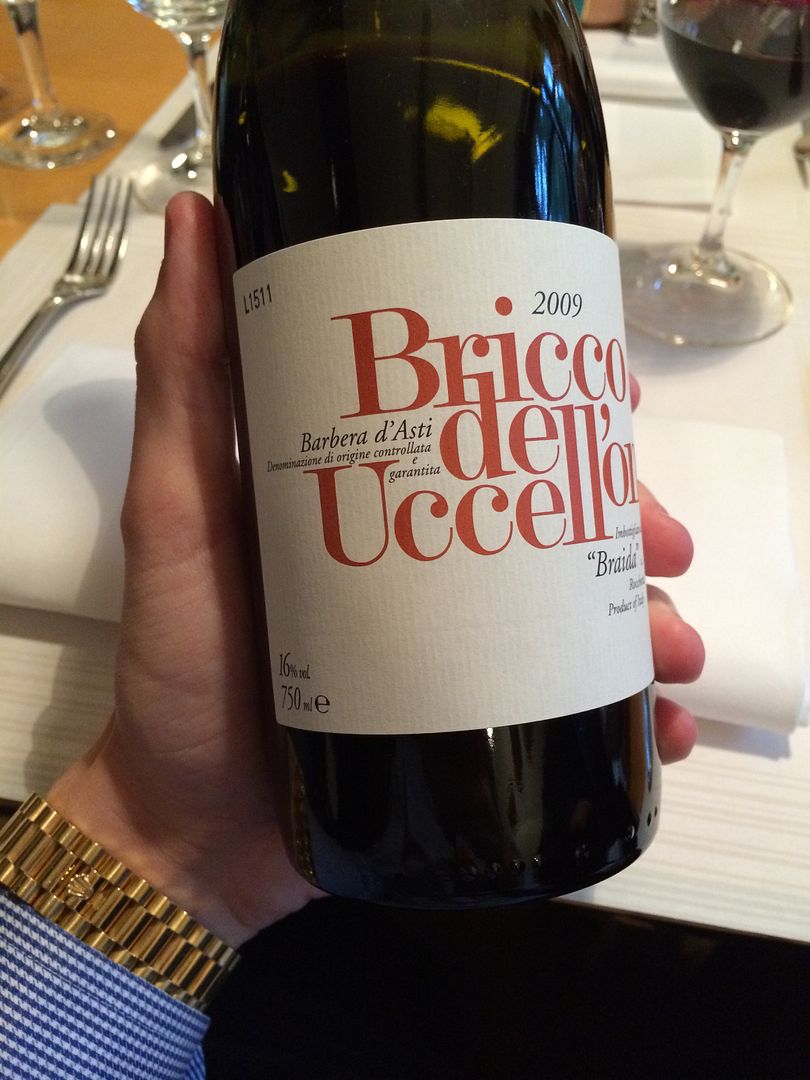 L1511
2009
Bricco
dell'
Uccellon
Barbera d'Asti
Denominazione di origine controllata
e
garantita
"Braida"
Product of Italy
16% vol.
750 ml e